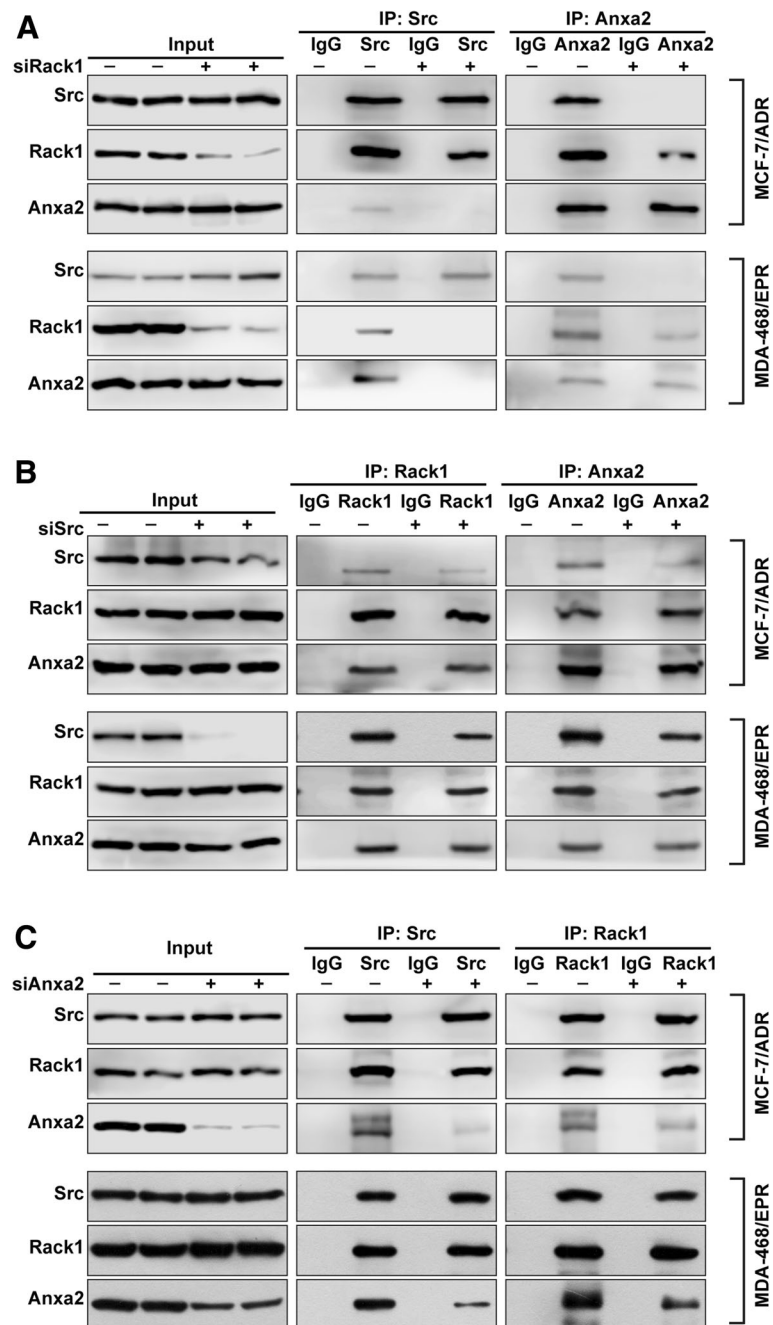 A
IP: Src IP: Anxa2
Input IgG Src IgG Src IgG Anxa2 IgG Anxa2
siRack1 – – + + – – + + – – + +
Src
Rack1
Anxa2
MCF-7/ADR
Src
Rack1
Anxa2
MDA-468/EPR
B
IP: Rack1 IP: Anxa2
Input IgG Rack1 IgG Rack1 IgG Anxa2 IgG Anxa2
siSrc – – + + – – + + – – + +
Src
Rack1
Anxa2
MCF-7/ADR
Src
Rack1
Anxa2
MDA-468/EPR
C
IP: Src IP: Rack1
Input IgG Src IgG Src IgG Rack1 IgG Rack1
siAnxa2 – – + + – – + + – – + +
Src
Rack1
Anxa2
MCF-7/ADR
Src
Rack1
Anxa2
MDA-468/EPR